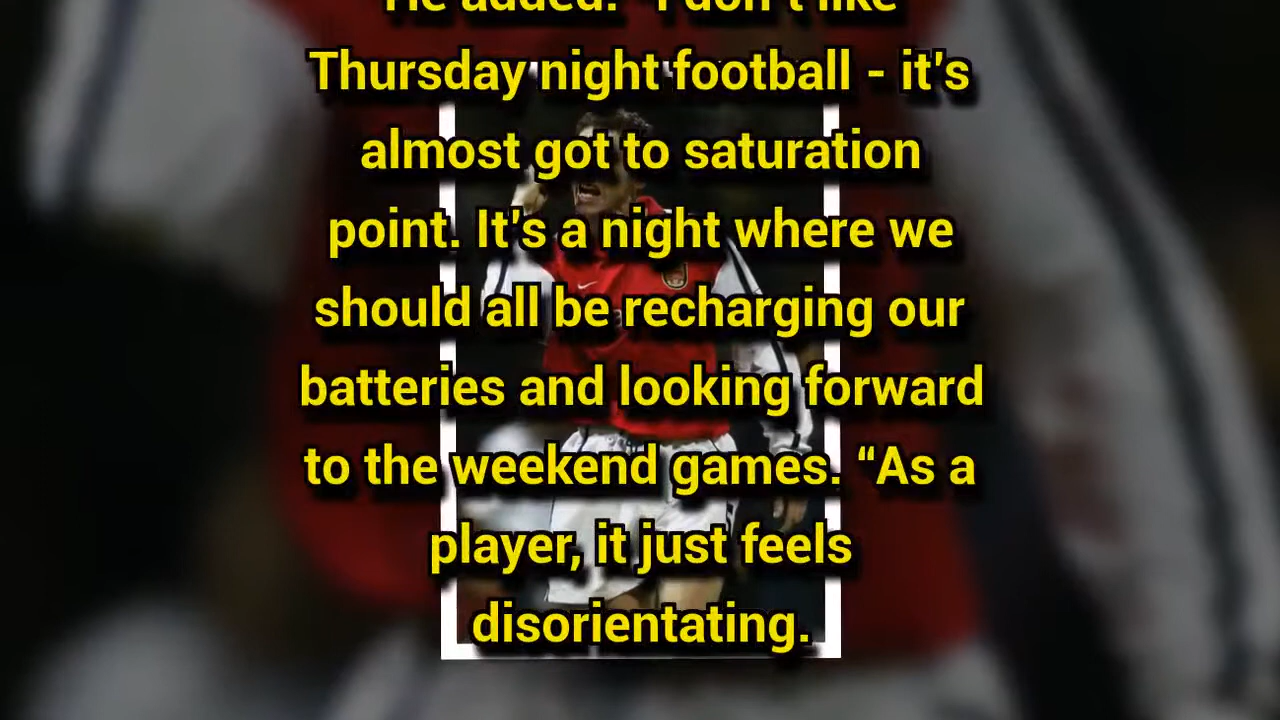 He added: “I don’t like
Thursday night football - it’s
almost got to saturation
point. It’s a night where we
should all be recharging our
batteries and looking forward
to the weekend games. “As a
player, it just feels
disorientating.